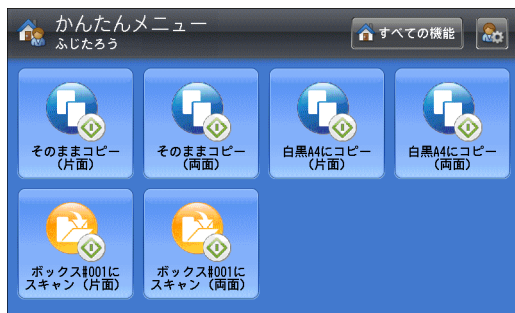 かんたんメニュー
ふじたろう
すべての機能
そのままコピー
（片面）
そのままコピー
（両面）
白黒A4にコピー
（片面）
白黒A4にコピー
（両面）
ボックス#001に
スキャン（片面）
ボックス#001に
スキャン（両面）